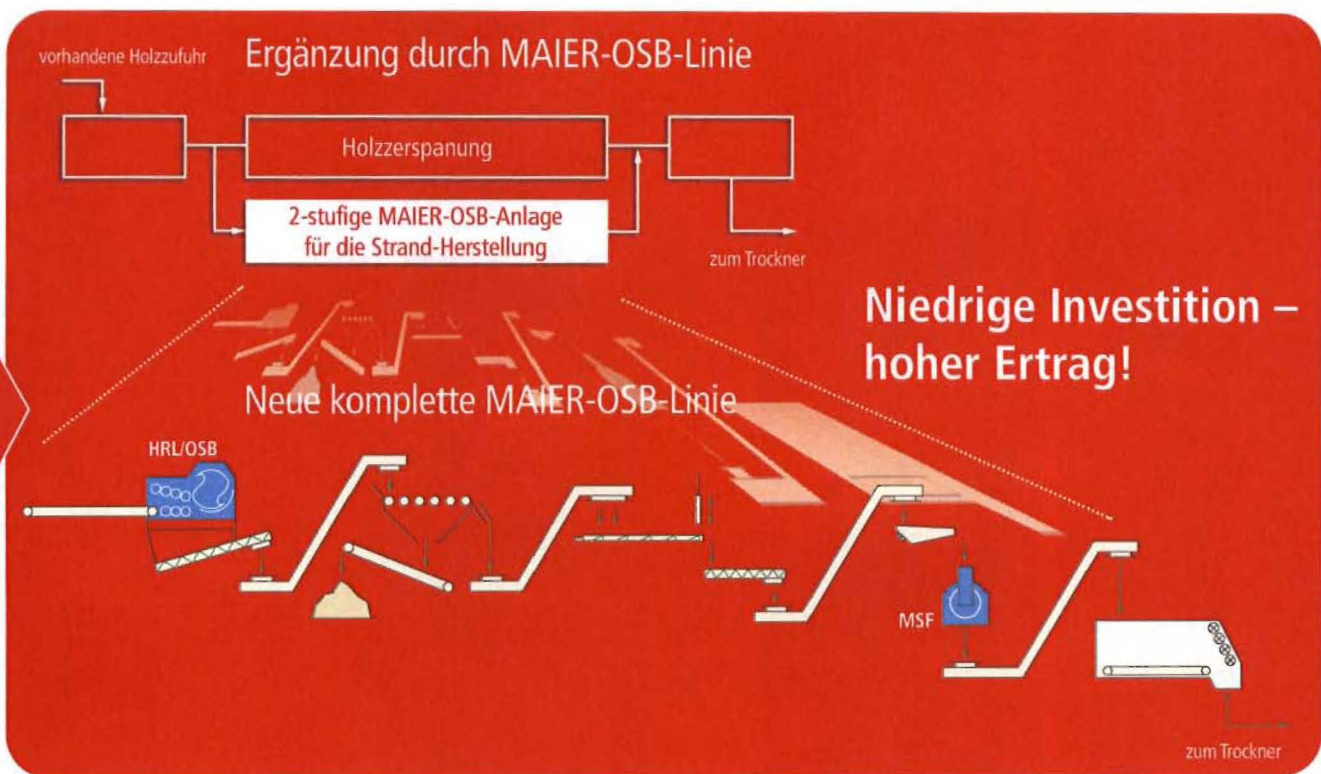 vorhandene Holzzufuhr
Ergänzung durch MAIER-OSB-Linie
Holzzerspanung
2-stufige MAIER-OSB-Anlage
für die Strand-Herstellung
zum Trockner
Niedrige Investition –
hoher Ertrag!
Neue komplette MAIER-OSB-Linie
HRL/OSB
MSF
zum Trockner